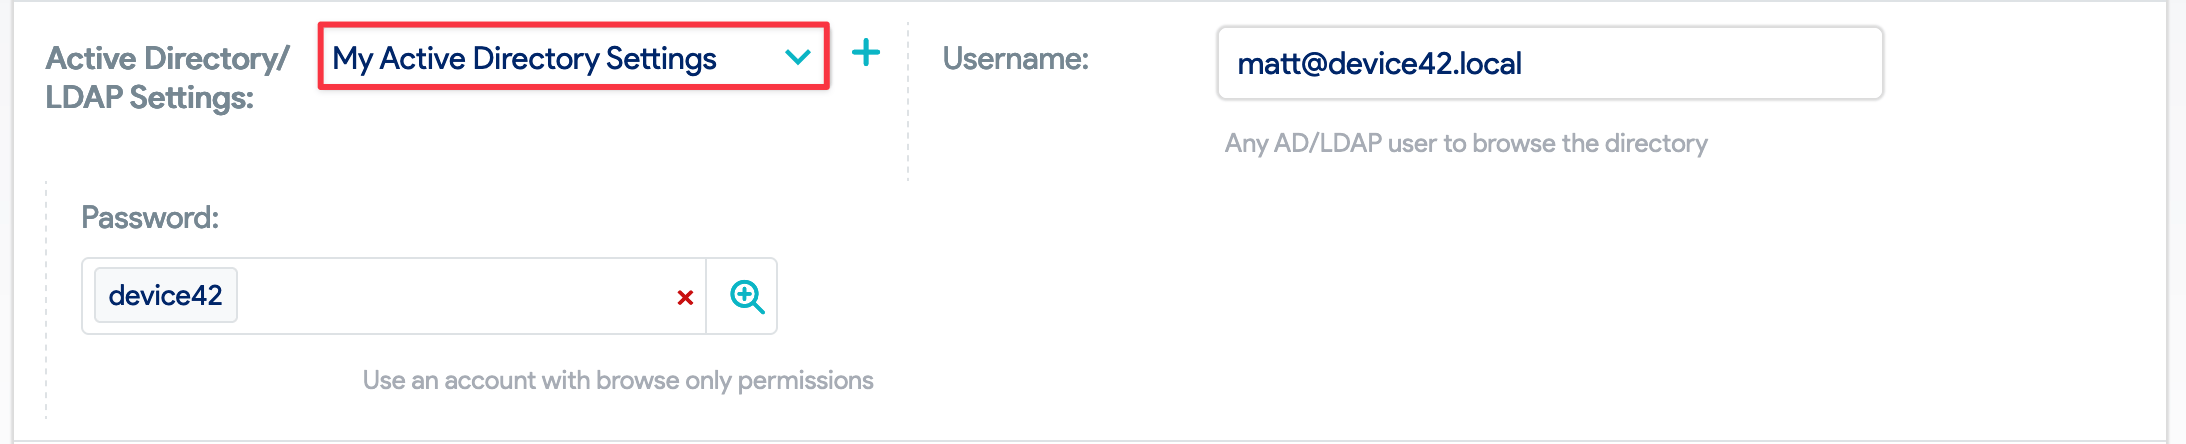 Active Directory/
LDAP Settings:
My Active Directory Settings
Username:
matt@device42.local
Any AD/LDAP user to browse the directory
Password:
device42
Use an account with browse only permissions